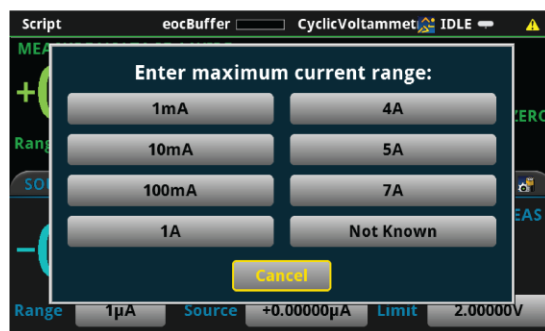 Script eocBuffer CyclicVoltammet IDLE
Enter maximum current range:
1mA 4A
10mA 5A
100mA 7A
1A Not Known
Cancel
Range 1µA Source +0.00000µA Limit 2.00000V